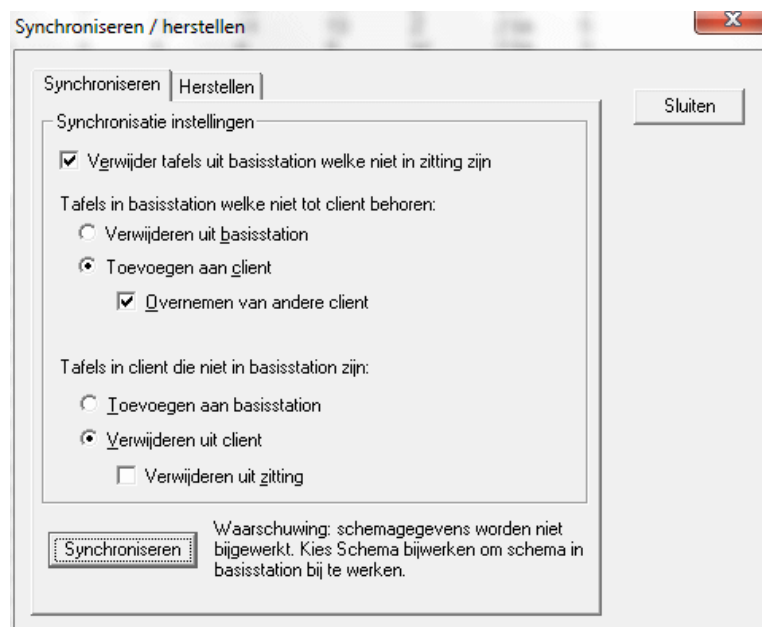 Synchroniseren / herstellen
Synchroniseren
Herstellen
Sluiten
Synchronisatie instellingen
Verwijder tafels uit basisstation welke niet in zitting zijn
Tafels in basisstation welke niet tot client behoren:
Verwijderen uit basisstation
Toevoegen aan client
Overnemen van andere client
Tafels in client die niet in basisstation zijn:
Toevoegen aan basisstation
Verwijderen uit client
Verwijderen uit zitting
Synchroniseren
Waarschuwing: schemagegevens worden niet
bijgewerkt. Kies Schema bijwerken om schema in
basisstation bij te werken.